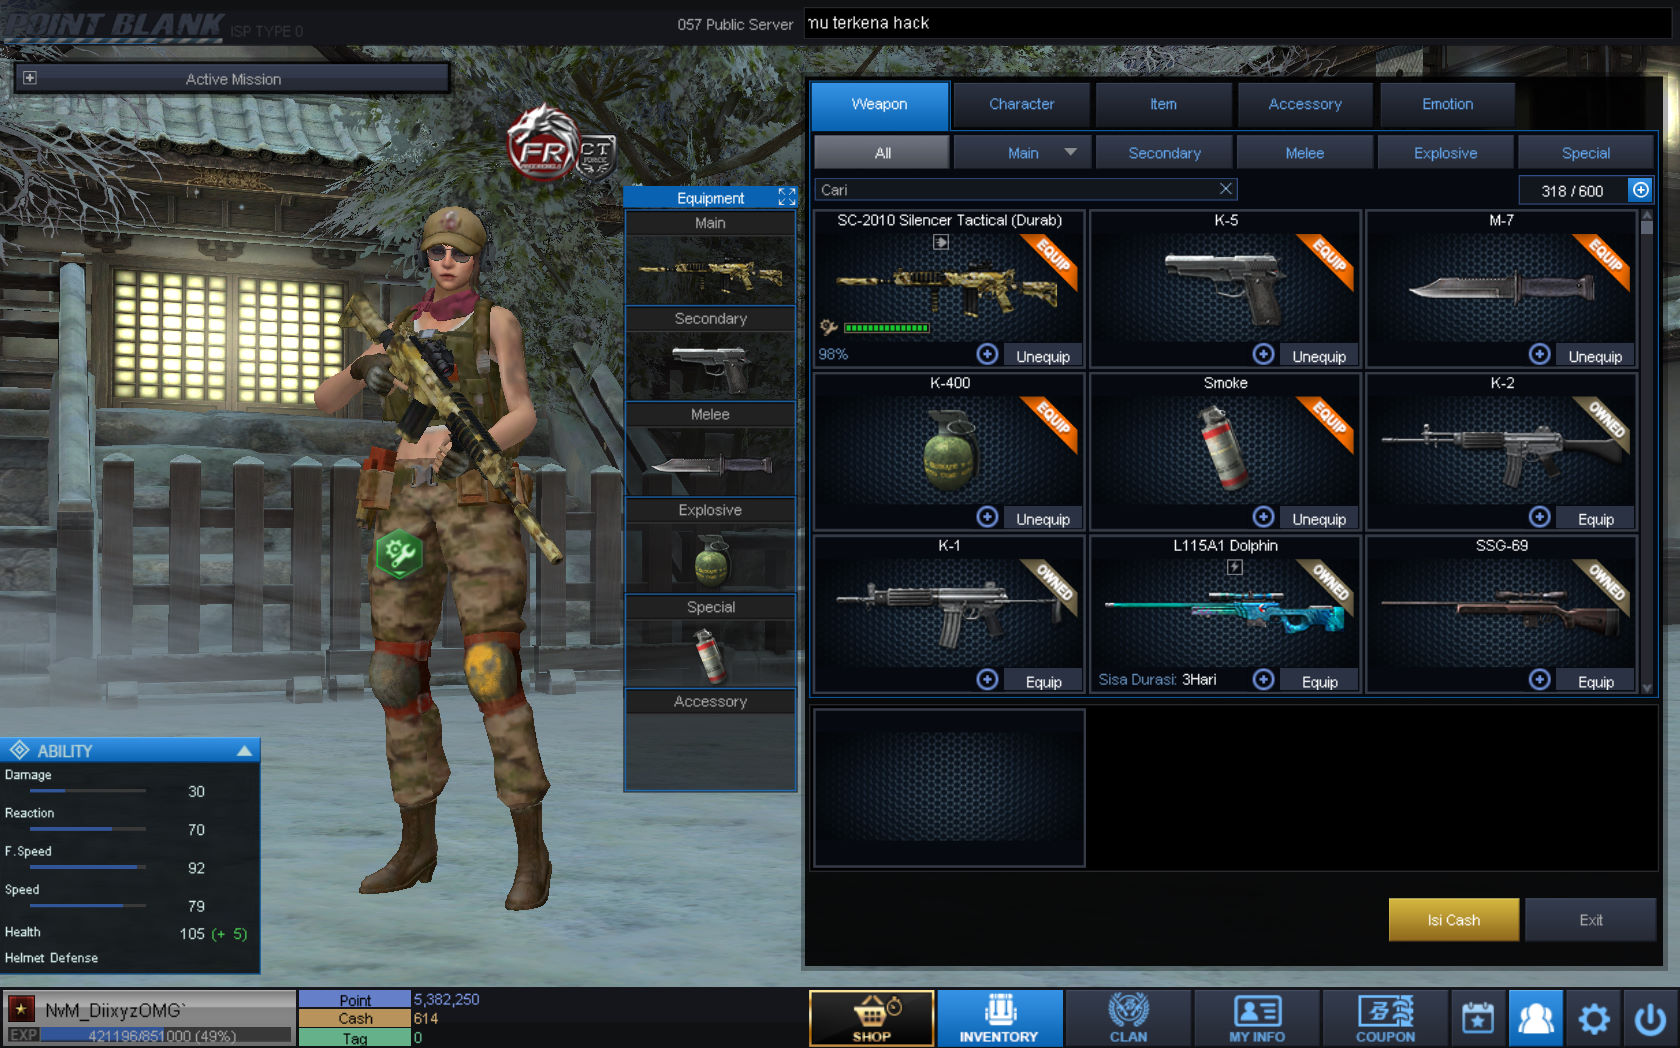 POINT BLANK
ISP TYPE 0
057 Public Server
mu terkena hack
Active Mission
FR
CT
FORCE
Weapon
Character
Item
Accessory
Emotion
All
Main
Secondary
Melee
Explosive
Special
Cari
318 / 600
Equipment
Main
Secondary
Melee
Explosive
Special
Accessory
SC-2010 Silencer Tactical (Durab)
EQUIP
98%
Unequip
K-5
EQUIP
Unequip
M-7
EQUIP
Unequip
K-400
EQUIP
Unequip
Smoke
EQUIP
Unequip
K-2
OWNED
Equip
K-1
OWNED
Equip
L115A1 Dolphin
OWNED
Sisa Durasi: 3Hari
Equip
SSG-69
OWNED
Equip
ABILITY
Damage
30
Reaction
70
F.Speed
92
Speed
79
Health
105 (+ 5)
Helmet Defense
Isi Cash
Exit
NvM_DiixyzOMG`
EXP
421196/851000 (49%)
Point 5,382,250
Cash 614
Tag 0
SHOP
INVENTORY
CLAN
MY INFO
COUPON